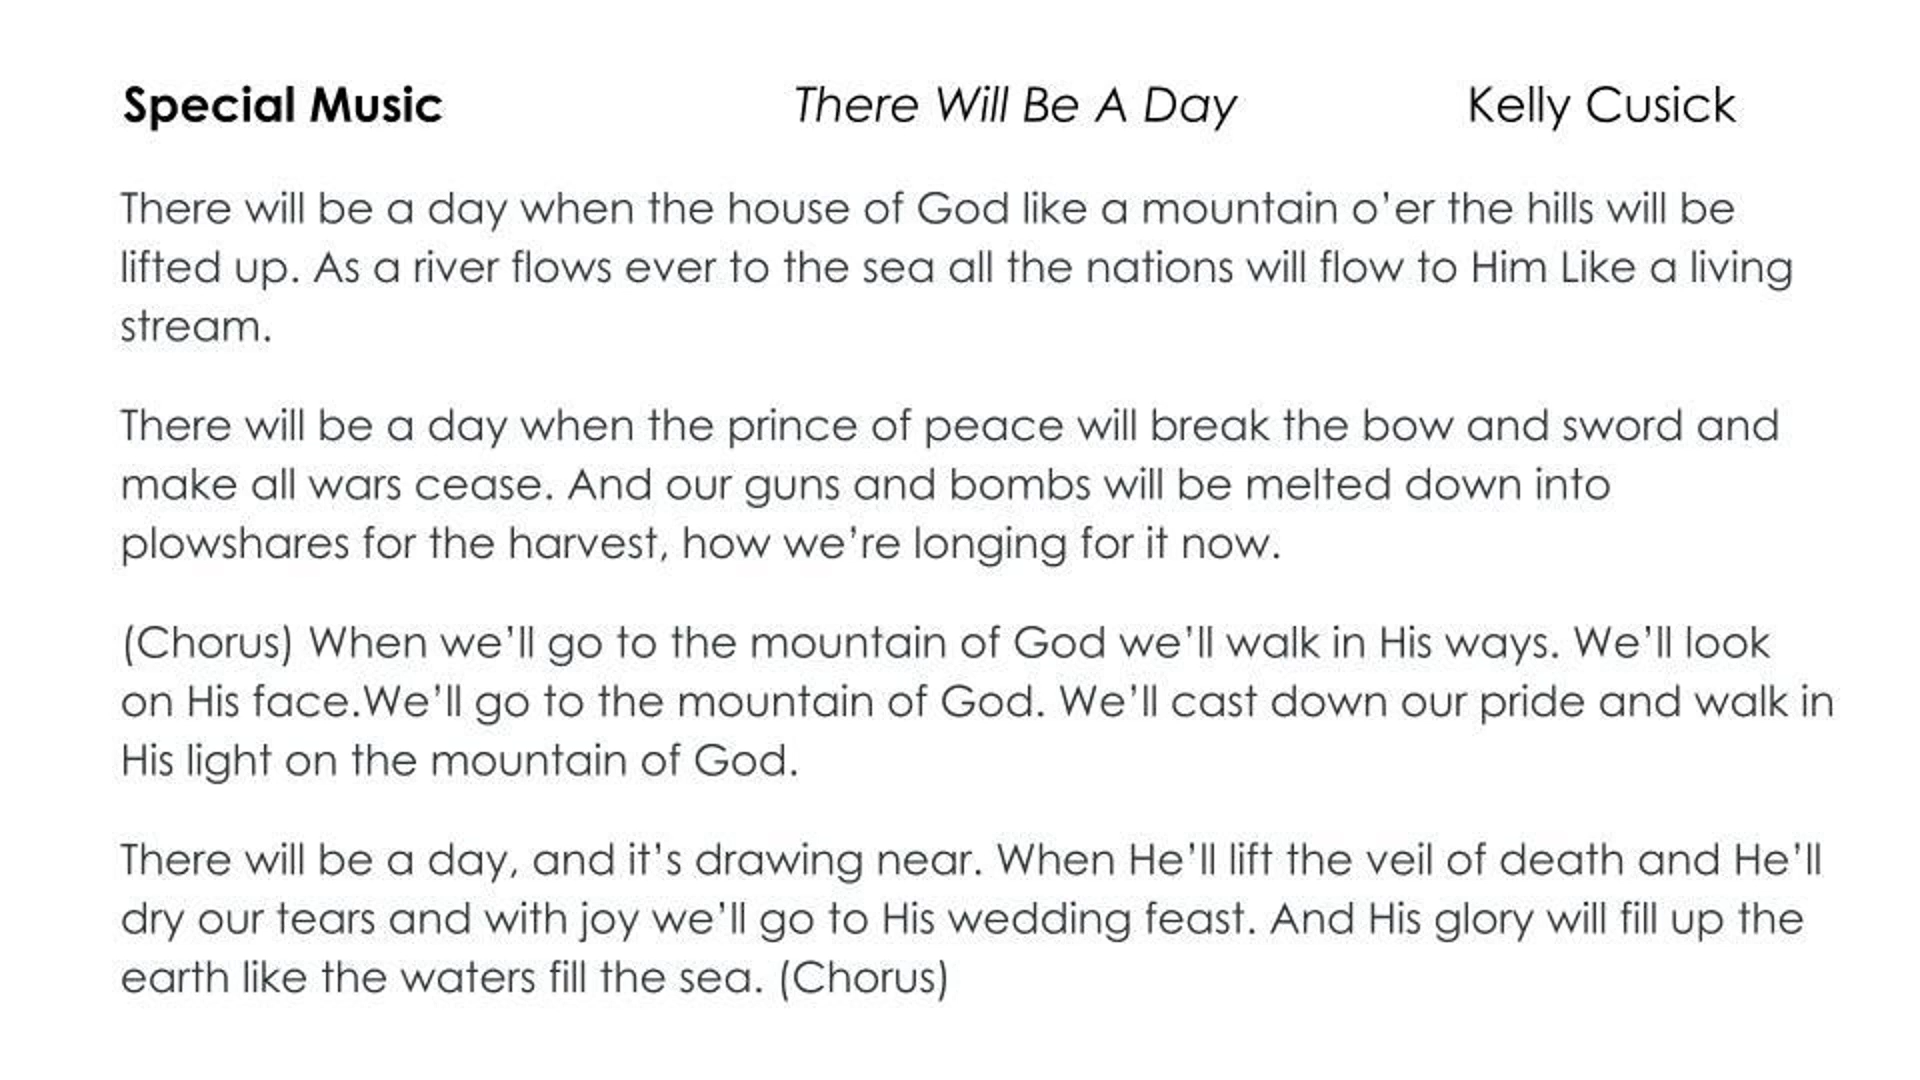 Special Music There Will Be A Day Kelly Cusick
There will be a day when the house of God like a mountain o’er the hills will be
lifted up. As a river flows ever to the sea all the nations will flow to Him Like a living
stream.
There will be a day when the prince of peace will break the bow and sword and
make all wars cease. And our guns and bombs will be melted down into
plowshares for the harvest, how we’re longing for it now.
(Chorus) When we’ll go to the mountain of God we’ll walk in His ways. We’ll look
on His face.We’ll go to the mountain of God. We’ll cast down our pride and walk in
His light on the mountain of God.
There will be a day, and it’s drawing near. When He’ll lift the veil of death and He’ll
dry our tears and with joy we’ll go to His wedding feast. And His glory will fill up the
earth like the waters fill the sea. (Chorus)